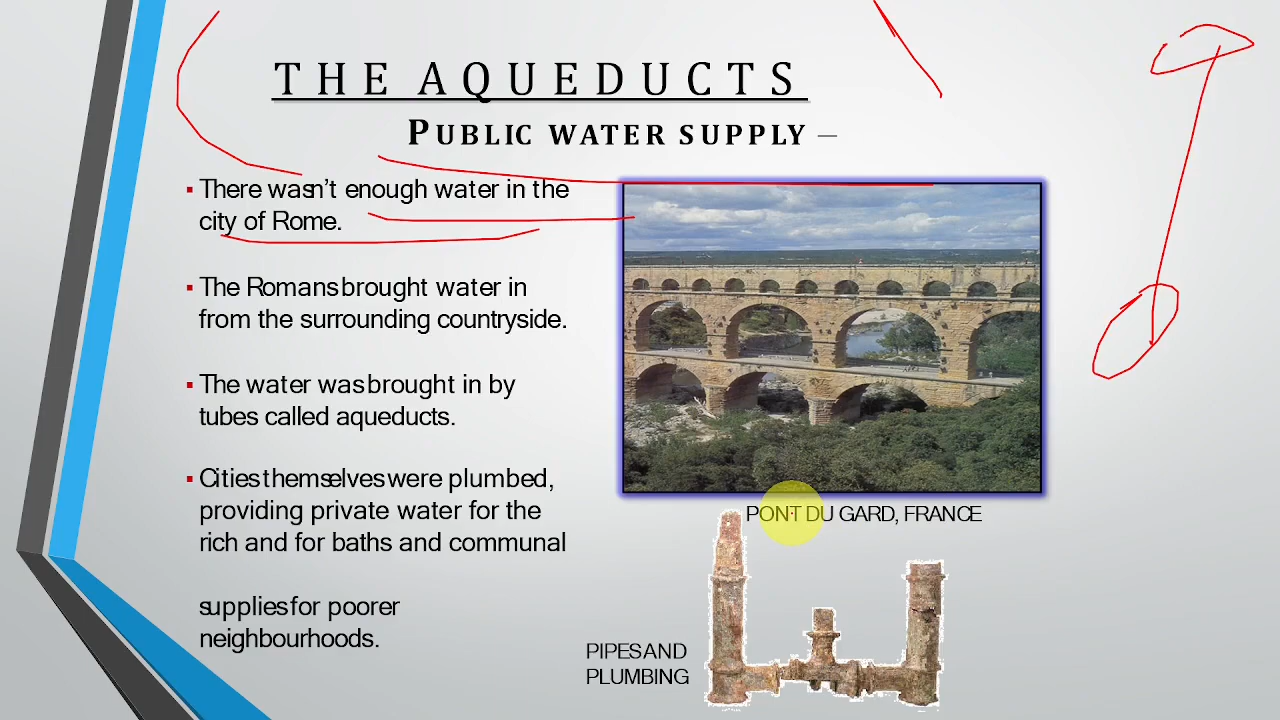 THE AQUEDUCTS
PUBLIC WATER SUPPLY –
▪ There wasn't enough water in the
city of Rome.
▪ The Romans brought water in
from the surrounding countryside.
▪ The water was brought in by
tubes called aqueducts.
▪ Cities themselves were plumbed,
providing private water for the
rich and for baths and communal
supplies for poorer
neighbourhoods.
PONT DU GARD, FRANCE
PIPES AND
PLUMBING